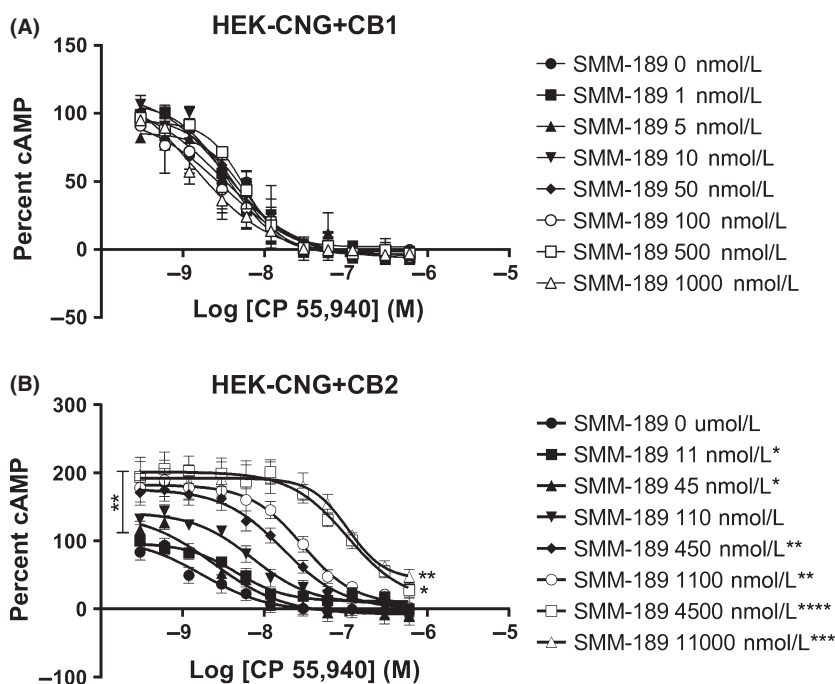 (A)
HEK-CNG+CB1
150
100
50
0
–50
Percent cAMP
–9
–8
–7
–6
–5
Log [CP 55,940] (M)
SMM-189 0 nmol/L
SMM-189 1 nmol/L
SMM-189 5 nmol/L
SMM-189 10 nmol/L
SMM-189 50 nmol/L
SMM-189 100 nmol/L
SMM-189 500 nmol/L
SMM-189 1000 nmol/L
(B)
HEK-CNG+CB2
300
200
100
0
–100
Percent cAMP
**
**
*
–9
–8
–7
–6
–5
Log [CP 55,940] (M)
SMM-189 0 umol/L
SMM-189 11 nmol/L*
SMM-189 45 nmol/L*
SMM-189 110 nmol/L
SMM-189 450 nmol/L**
SMM-189 1100 nmol/L**
SMM-189 4500 nmol/L****
SMM-189 11000 nmol/L***